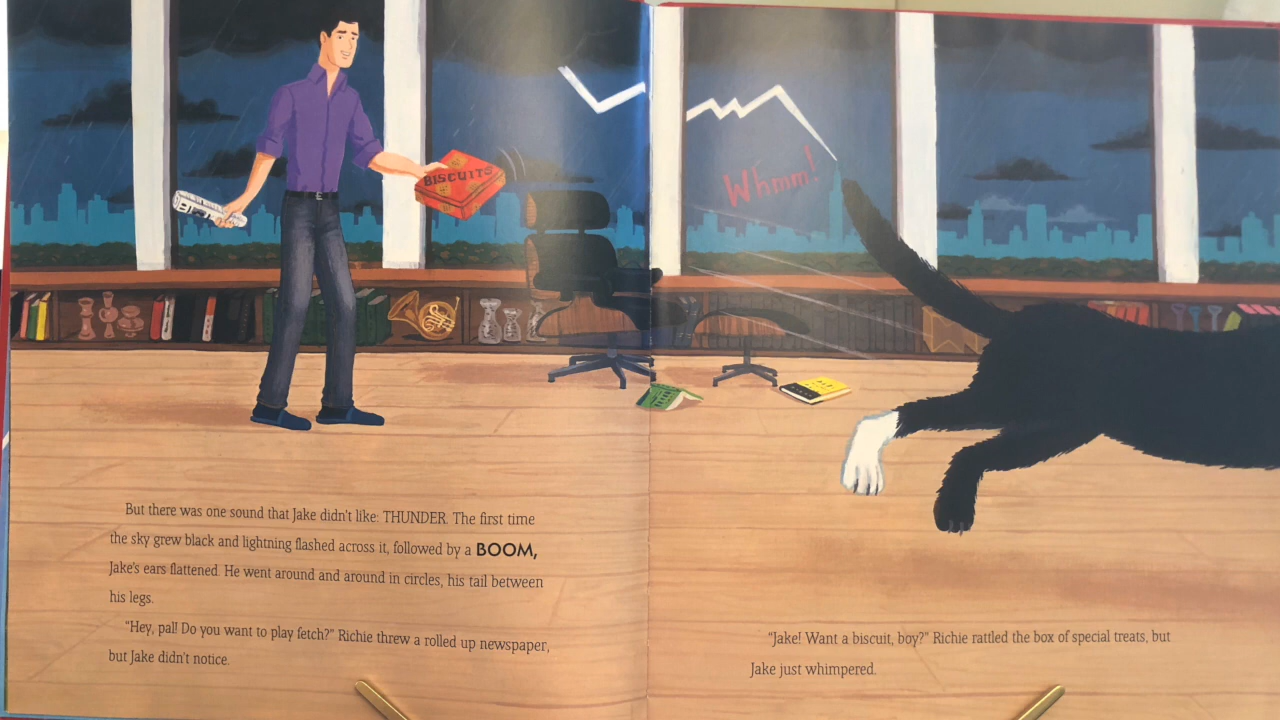 BISCUITS
Whmm!
But there was one sound that Jake didn't like: THUNDER. The first time
the sky grew black and lightning flashed across it, followed by a BOOM,
Jake's ears flattened. He went around and around in circles, his tail between
his legs.
"Hey, pal! Do you want to play fetch?" Richie threw a rolled up newspaper,
but Jake didn't notice.
"Jake! Want a biscuit, boy?" Richie rattled the box of special treats, but
Jake just whimpered.